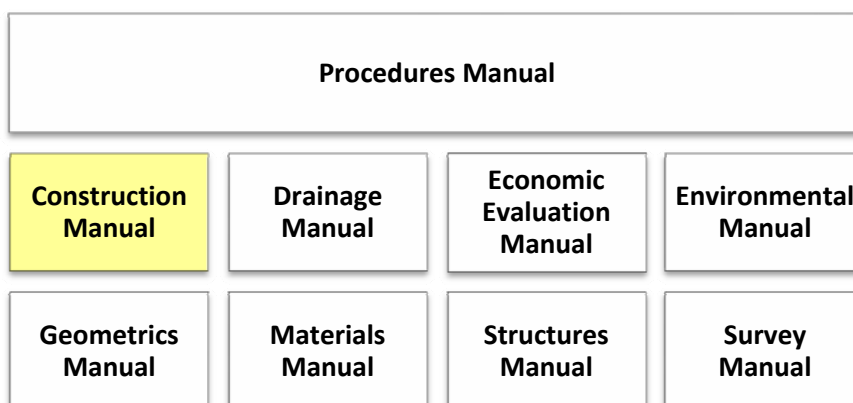 Procedures Manual
Construction
Manual
Drainage
Manual
Economic
Evaluation
Manual
Environmental
Manual
Geometrics
Manual
Materials
Manual
Structures
Manual
Survey
Manual